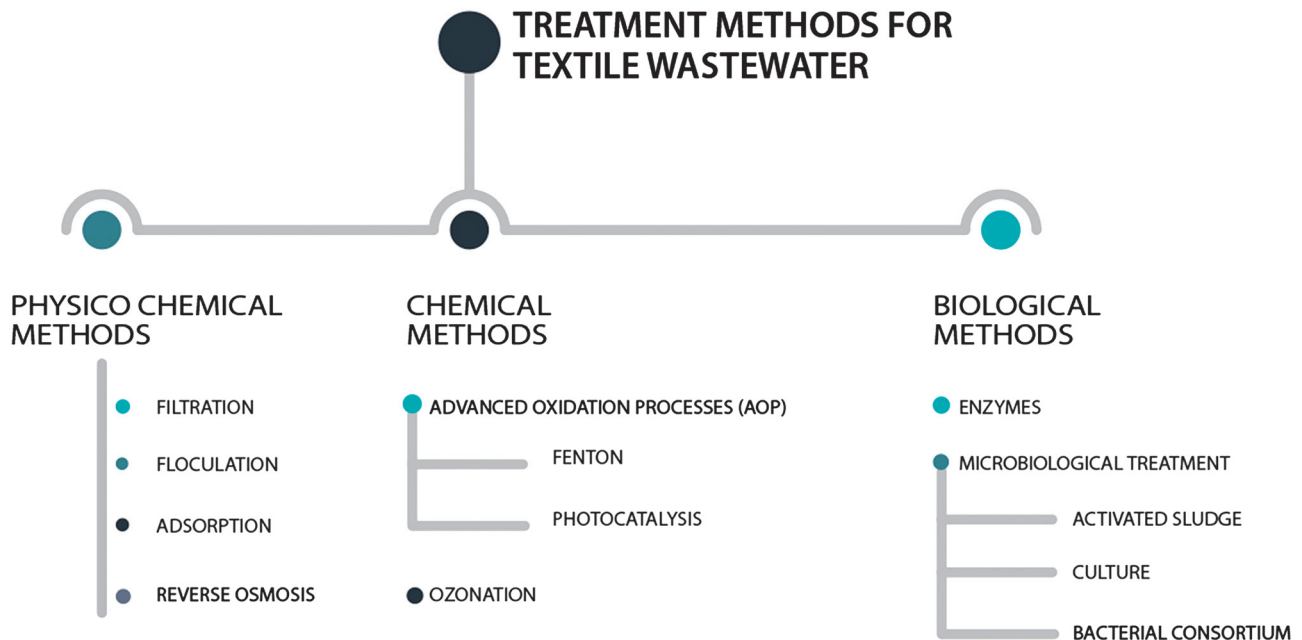 TREATMENT METHODS FOR
TEXTILE WASTEWATER
PHYSICO CHEMICAL
METHODS
FILTRATION
FLOCULATION
ADSORPTION
REVERSE OSMOSIS
CHEMICAL
METHODS
ADVANCED OXIDATION PROCESSES (AOP)
FENTON
PHOTOCATALYSIS
OZONATION
BIOLOGICAL
METHODS
ENZYMES
MICROBIOLOGICAL TREATMENT
ACTIVATED SLUDGE
CULTURE
BACTERIAL CONSORTIUM